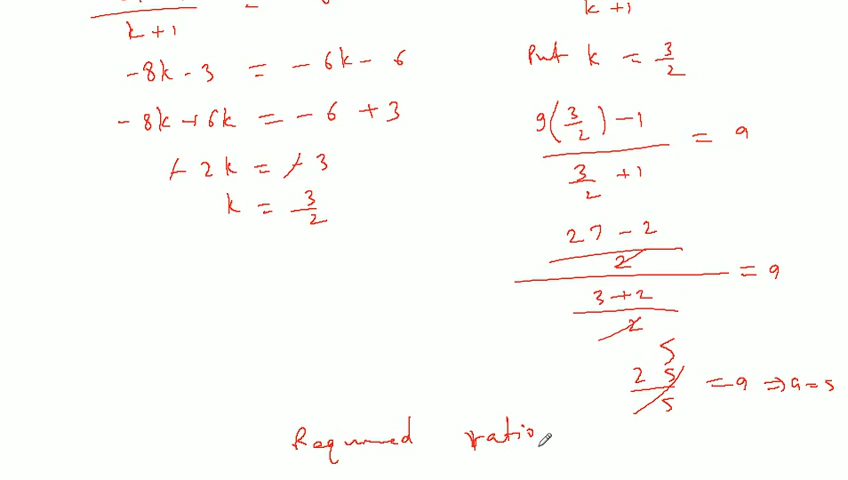 k+1
-8k - 3 = - 6k - 6
-8k + 6k = - 6 + 3
- 2k = - 3
k = 3/2
k+1
Put k = 3/2
9(3/2) - 1
3/2 + 1
= a
27 - 2
2
3 + 2
2
= a
5
25
5
= a ⇒ a = 5
Required ratio